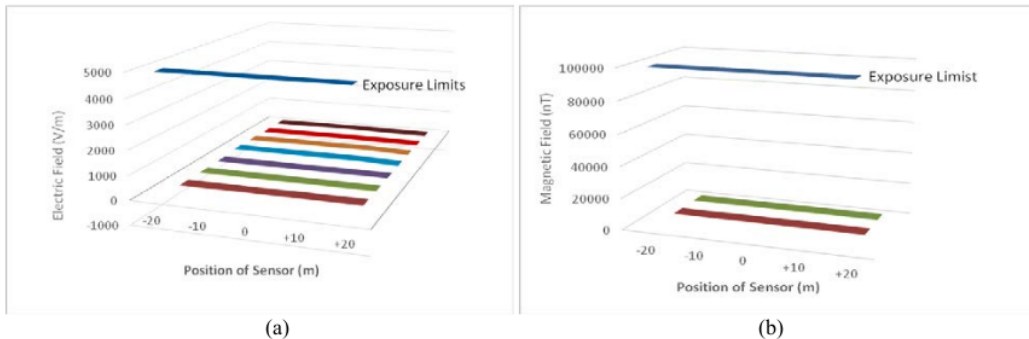 5000
4000
3000
2000
1000
0
-1000
Electric Field (V/m)
Exposure Limits
-20
-10
0
+10
+20
Position of Sensor (m)
(a)
100000
80000
60000
40000
20000
0
Magnetic Field (nT)
Exposure Limist
-20
-10
0
+10
+20
Position of Sensor (m)
(b)